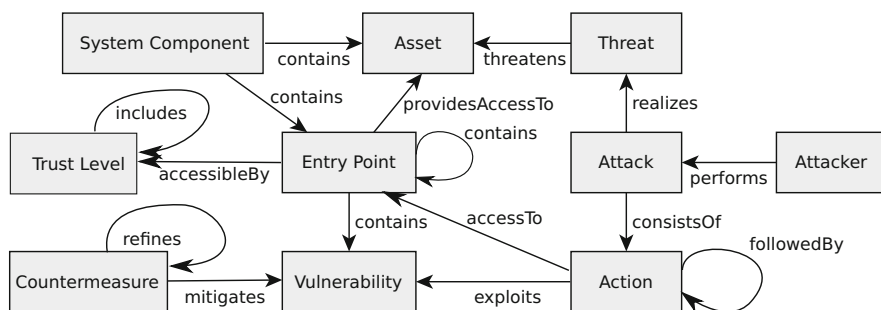 System Component
Asset
Threat
contains
threatens
contains
providesAccessTo
realizes
includes
contains
Trust Level
Entry Point
Attack
Attacker
accessibleBy
performs
contains
accessTo
consistsOf
refines
followedBy
Countermeasure
Vulnerability
Action
mitigates
exploits